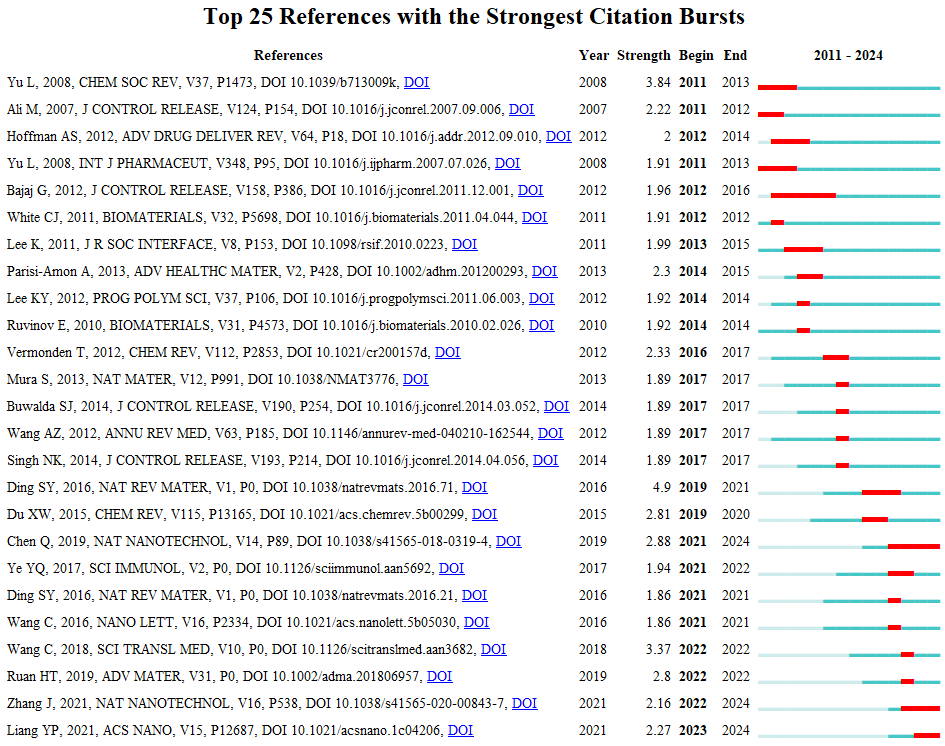 Top 25 References with the Strongest Citation Bursts
References Year Strength Begin End 2011 - 2024
Yu L, 2008, CHEM SOC REV, V37, P1473, DOI 10.1039/b713009k, DOI 2008 3.84 2011 2013
Ali M, 2007, J CONTROL RELEASE, V124, P154, DOI 10.1016/j.jconrel.2007.09.006, DOI 2007 2.22 2011 2012
Hoffman AS, 2012, ADV DRUG DELIVER REV, V64, P18, DOI 10.1016/j.addr.2012.09.010, DOI 2012 2 2012 2014
Yu L, 2008, INT J PHARMACEUT, V348, P95, DOI 10.1016/j.ijpharm.2007.07.026, DOI 2008 1.91 2011 2013
Bajaj G, 2012, J CONTROL RELEASE, V158, P386, DOI 10.1016/j.jconrel.2011.12.001, DOI 2012 1.96 2012 2016
White CJ, 2011, BIOMATERIALS, V32, P5698, DOI 10.1016/j.biomaterials.2011.04.044, DOI 2011 1.91 2012 2012
Lee K, 2011, J R SOC INTERFACE, V8, P153, DOI 10.1098/rsif.2010.0223, DOI 2011 1.99 2013 2015
Parisi-Amon A, 2013, ADV HEALTHC MATER, V2, P428, DOI 10.1002/adhm.201200293, DOI 2013 2.3 2014 2015
Lee KY, 2012, PROG POLYM SCI, V37, P106, DOI 10.1016/j.progpolymsci.2011.06.003, DOI 2012 1.92 2014 2014
Ruvinov E, 2010, BIOMATERIALS, V31, P4573, DOI 10.1016/j.biomaterials.2010.02.026, DOI 2010 1.92 2014 2014
Vermonden T, 2012, CHEM REV, V112, P2853, DOI 10.1021/cr200157d, DOI 2012 2.33 2016 2017
Mura S, 2013, NAT MATER, V12, P991, DOI 10.1038/NMAT3776, DOI 2013 1.89 2017 2017
Buwalda SJ, 2014, J CONTROL RELEASE, V190, P254, DOI 10.1016/j.jconrel.2014.03.052, DOI 2014 1.89 2017 2017
Wang AZ, 2012, ANNU REV MED, V63, P185, DOI 10.1146/annurev-med-040210-162544, DOI 2012 1.89 2017 2017
Singh NK, 2014, J CONTROL RELEASE, V193, P214, DOI 10.1016/j.jconrel.2014.04.056, DOI 2014 1.89 2017 2017
Ding SY, 2016, NAT REV MATER, V1, P0, DOI 10.1038/natrevmats.2016.71, DOI 2016 4.9 2019 2021
Du XW, 2015, CHEM REV, V115, P13165, DOI 10.1021/acs.chemrev.5b00299, DOI 2015 2.81 2019 2020
Chen Q, 2019, NAT NANOTECHNOL, V14, P89, DOI 10.1038/s41565-018-0319-4, DOI 2019 2.88 2021 2024
Ye YQ, 2017, SCI IMMUNOL, V2, P0, DOI 10.1126/sciimmunol.aan5692, DOI 2017 1.94 2021 2022
Ding SY, 2016, NAT REV MATER, V1, P0, DOI 10.1038/natrevmats.2016.21, DOI 2016 1.86 2021 2021
Wang C, 2016, NANO LETT, V16, P2334, DOI 10.1021/acs.nanolett.5b05030, DOI 2016 1.86 2021 2021
Wang C, 2018, SCI TRANSL MED, V10, P0, DOI 10.1126/scitranslmed.aan3682, DOI 2018 3.37 2022 2022
Ruan HT, 2019, ADV MATER, V31, P0, DOI 10.1002/adma.201806957, DOI 2019 2.8 2022 2022
Zhang J, 2021, NAT NANOTECHNOL, V16, P538, DOI 10.1038/s41565-020-00843-7, DOI 2021 2.16 2022 2024
Liang YP, 2021, ACS NANO, V15, P12687, DOI 10.1021/acsnano.1c04206, DOI 2021 2.27 2023 2024